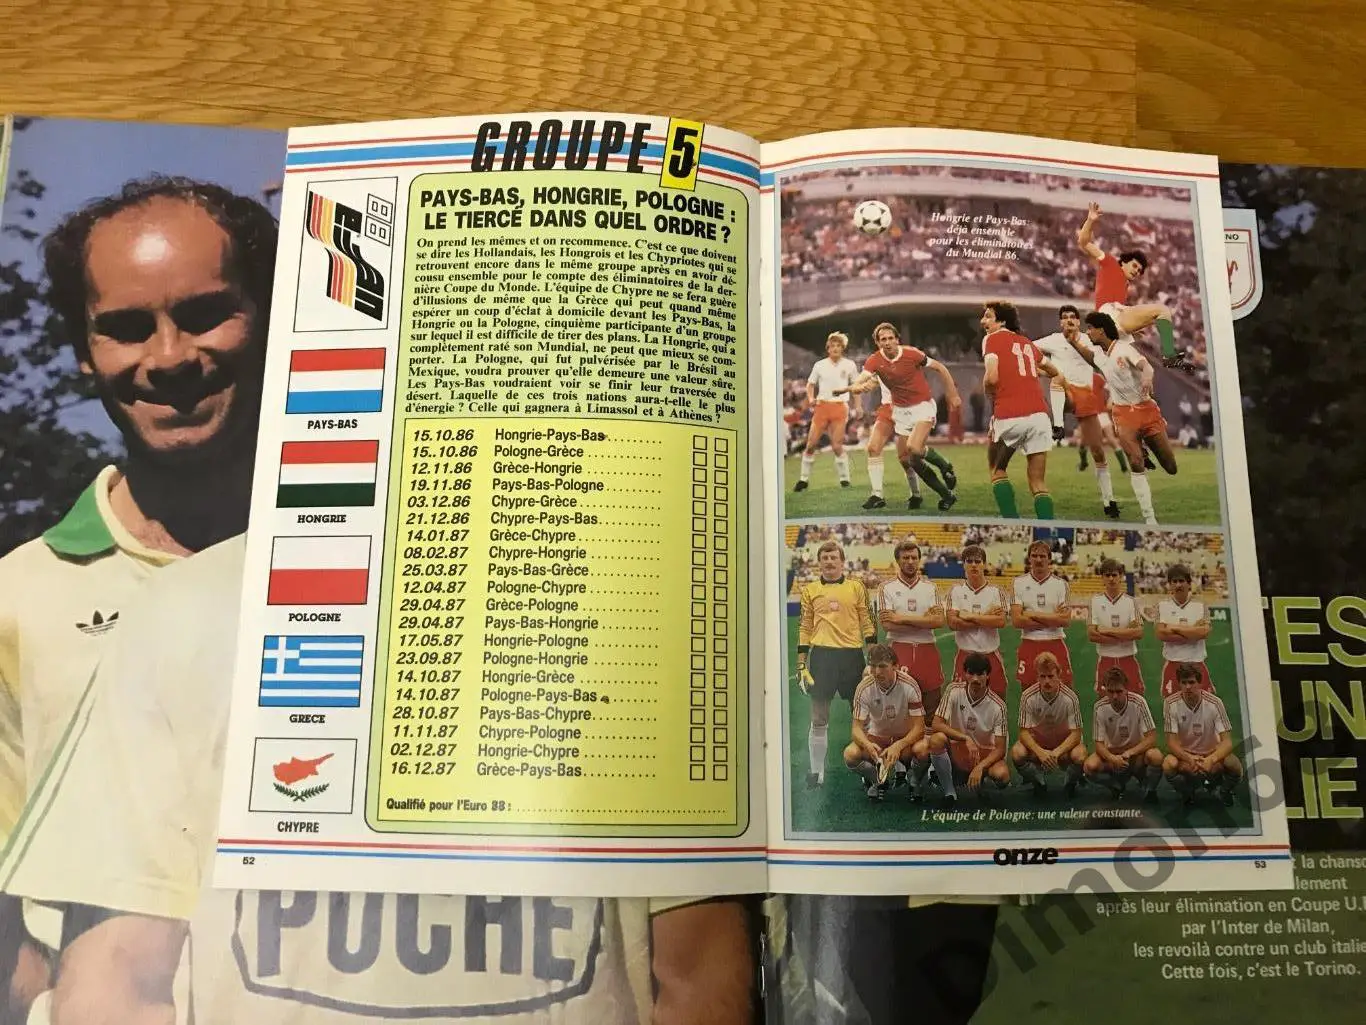 GROUPE 5
PAYS-BAS, HONGRIE, POLOGNE :
LE TIERCÉ DANS QUEL ORDRE ?
On prend les mêmes et on recommence. C'est ce que doivent
se dire les Hollandais, les Hongrois et les Chypriotes qui se
retrouvent encore dans le même groupe après en avoir dé-
cousu ensemble pour le compte des éliminatoires de la der-
nière Coupe du Monde. L'équipe de Chypre ne se fera guère
d'illusions de même que la Grèce qui peut quand même
espérer un coup d'éclat à domicile devant les Pays-Bas, la
Hongrie ou la Pologne, cinquième participante d'un groupe
sur lequel il est difficile de tirer des plans. La Hongrie, qui a
complètement raté son Mundial, ne peut que mieux se com-
porter. La Pologne, qui fut pulvérisée par le Brésil au
Mexique, voudra prouver qu'elle demeure une valeur sûre.
Les Pays-Bas voudraient voir se finir leur traversée du
désert. Laquelle de ces trois nations aura-t-elle le plus
d'énergie ? Celle qui gagnera à Limassol et à Athènes !
PAYS-BAS
HONGRIE
POLOGNE
GRECE
CHYPRE
15.10.86 Hongrie-Pays-Bas
15..10.86 Pologne-Grèce
12.11.86 Grèce-Hongrie
19.11.86 Pays-Bas-Pologne
03.12.86 Chypre-Grèce
21.12.86 Chypre-Pays-Bas
14.01.87 Grèce-Chypre
08.02.87 Chypre-Hongrie
25.03.87 Pays-Bas-Grèce
12.04.87 Pologne-Chypre
29.04.87 Grèce-Pologne
29.04.87 Pays-Bas-Hongrie
17.05.87 Hongrie-Pologne
23.09.87 Pologne-Hongrie
14.10.87 Hongrie-Grèce
14.10.87 Pologne-Pays-Bas
28.10.87 Pays-Bas-Chypre
11.11.87 Chypre-Pologne
02.12.87 Hongrie-Chypre
16.12.87 Grèce-Pays-Bas
Qualifié pour l'Euro 88 :
52
Hongrie et Pays-Bas:
déjà ensemble
pour les éliminatoires
du Mundial 86.
11
L'équipe de Pologne: une valeur constante.
onze
53
POCHE
TES
UN
LIE
t la chanso
lement
après leur élimination en Coupe U.E
par l'Inter de Milan,
les revoilà contre un club italie
Cette fois, c'est le Torino.